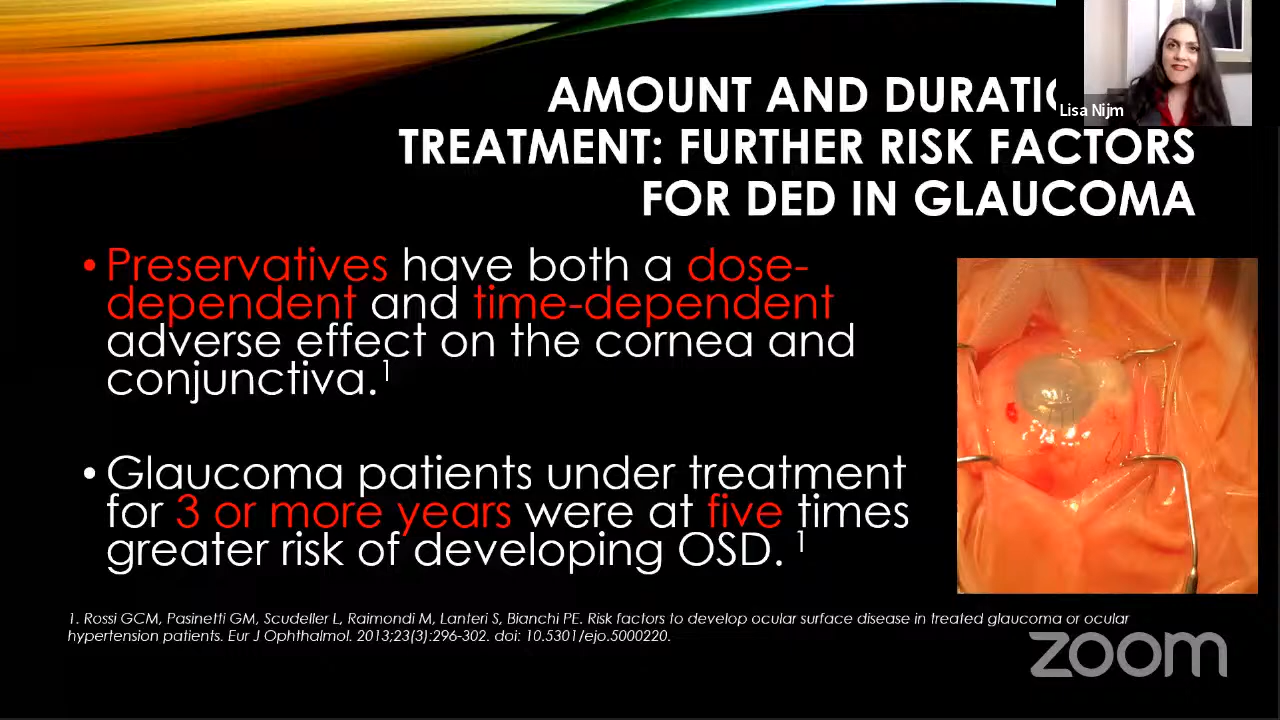 AMOUNT AND DURATIO
Lisa Nijm
TREATMENT: FURTHER RISK FACTORS
FOR DED IN GLAUCOMA
• Preservatives have both a dose-
dependent and time-dependent
adverse effect on the cornea and
conjunctiva.1
• Glaucoma patients under treatment
for 3 or more years were at five times
greater risk of developing OSD. 1
1. Rossi GCM, Pasinetti GM, Scudeller L, Raimondi M, Lanteri S, Bianchi PE. Risk factors to develop ocular surface disease in treated glaucoma or ocular
hypertension patients. Eur J Ophthalmol. 2013;23(3):296-302. doi: 10.5301/ejo.5000220.
zoom